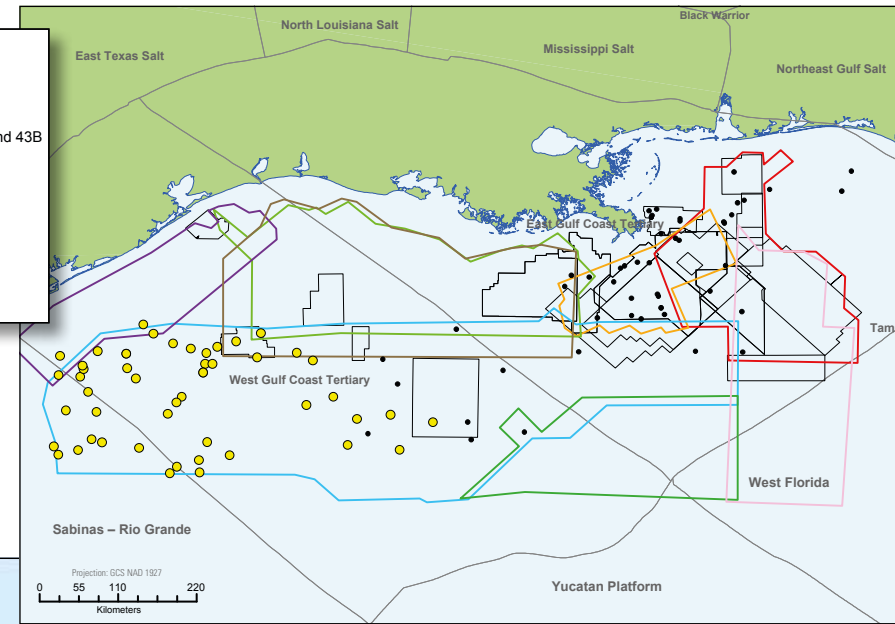 Black Warrior
North Louisiana Salt
East Texas Salt
Mississippi Salt
Northeast Gulf Salt
nd 43B
East Gulf Coast Tertiary
Tam
West Gulf Coast Tertiary
West Florida
Sabinas – Rio Grande
Projection: GCS NAD 1927
0 55 110 220
Kilometers
Yucatan Platform